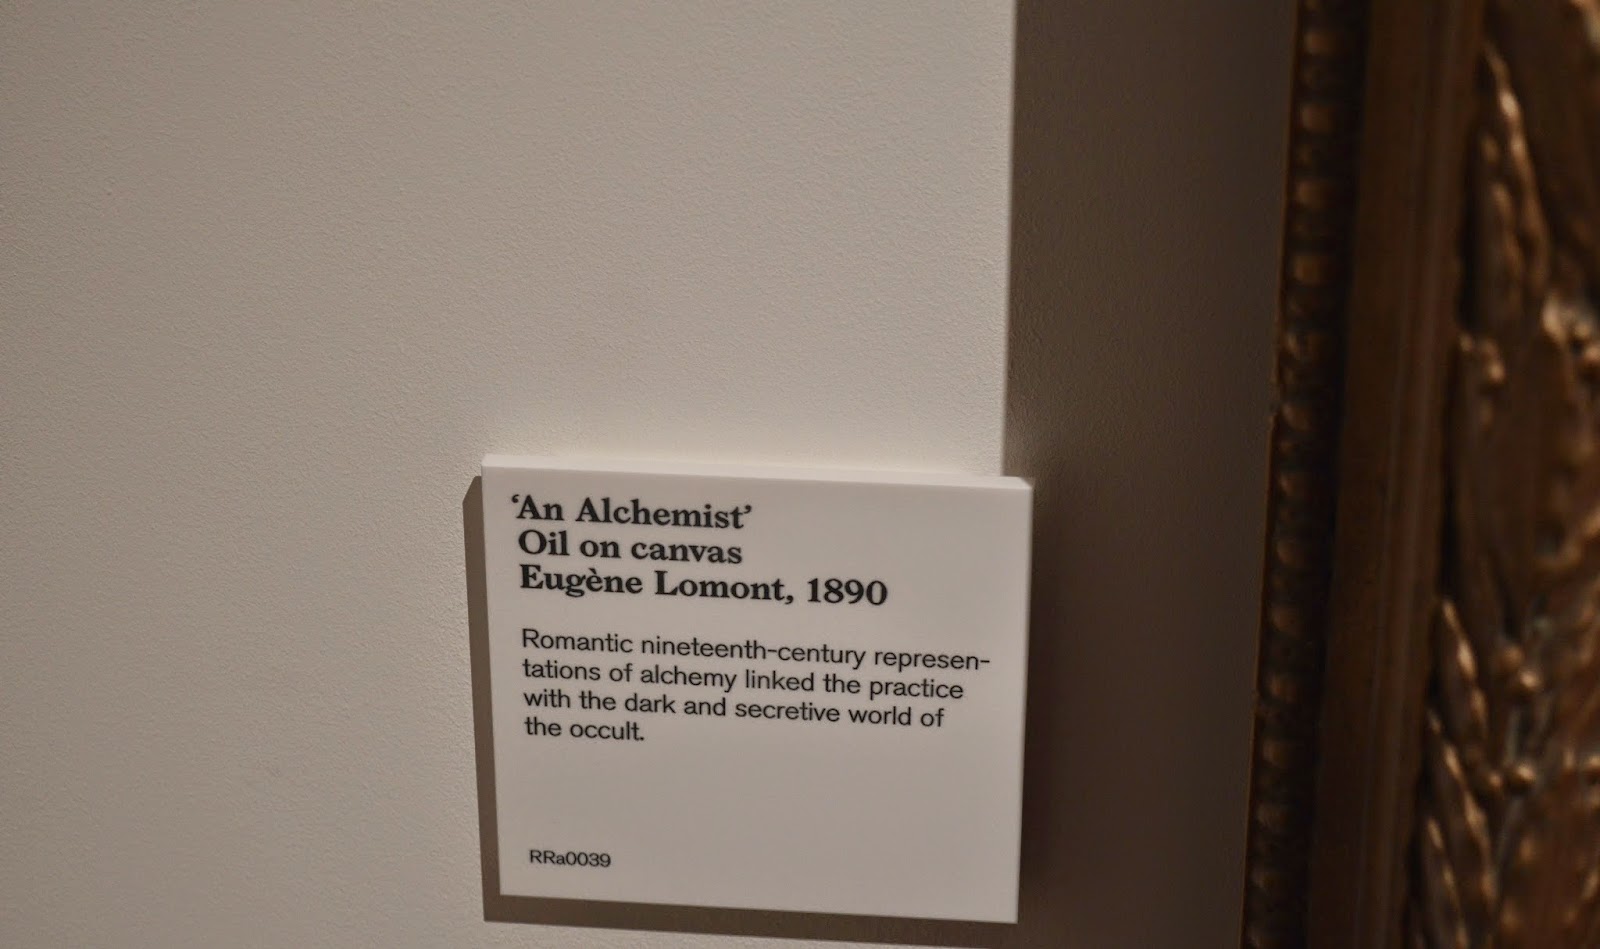 ‘An Alchemist’
Oil on canvas
Eugène Lomont, 1890
Romantic nineteenth-century represen-
tations of alchemy linked the practice
with the dark and secretive world of
the occult.
RRa0039